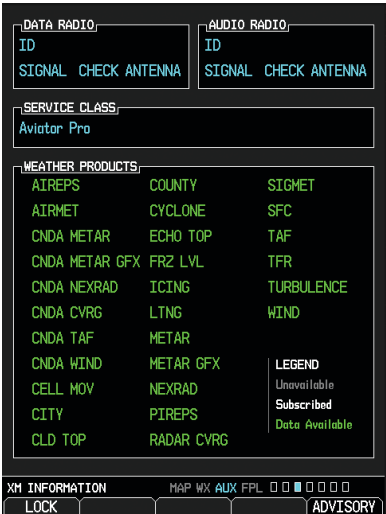 DATA RADIO
AUDIO RADIO
ID
ID
SIGNAL CHECK ANTENNA
SIGNAL CHECK ANTENNA
SERVICE CLASS
Aviator Pro
WEATHER PRODUCTS
AIREPS COUNTY SIGMET
AIRMET CYCLONE SFC
CNDA METAR ECHO TOP TAF
CNDA METAR GFX FRZ LVL TFR
CNDA NEXRAD ICING TURBULENCE
CNDA CVRG LTNG WIND
CNDA TAF METAR
CNDA WIND METAR GFX
CELL MOV NEXRAD
CITY PIREPS
CLD TOP RADAR CVRG
LEGEND
Unavailable
Subscribed
Data Available
XM INFORMATION MAP WX AUX FPL
LOCK ADVISORY